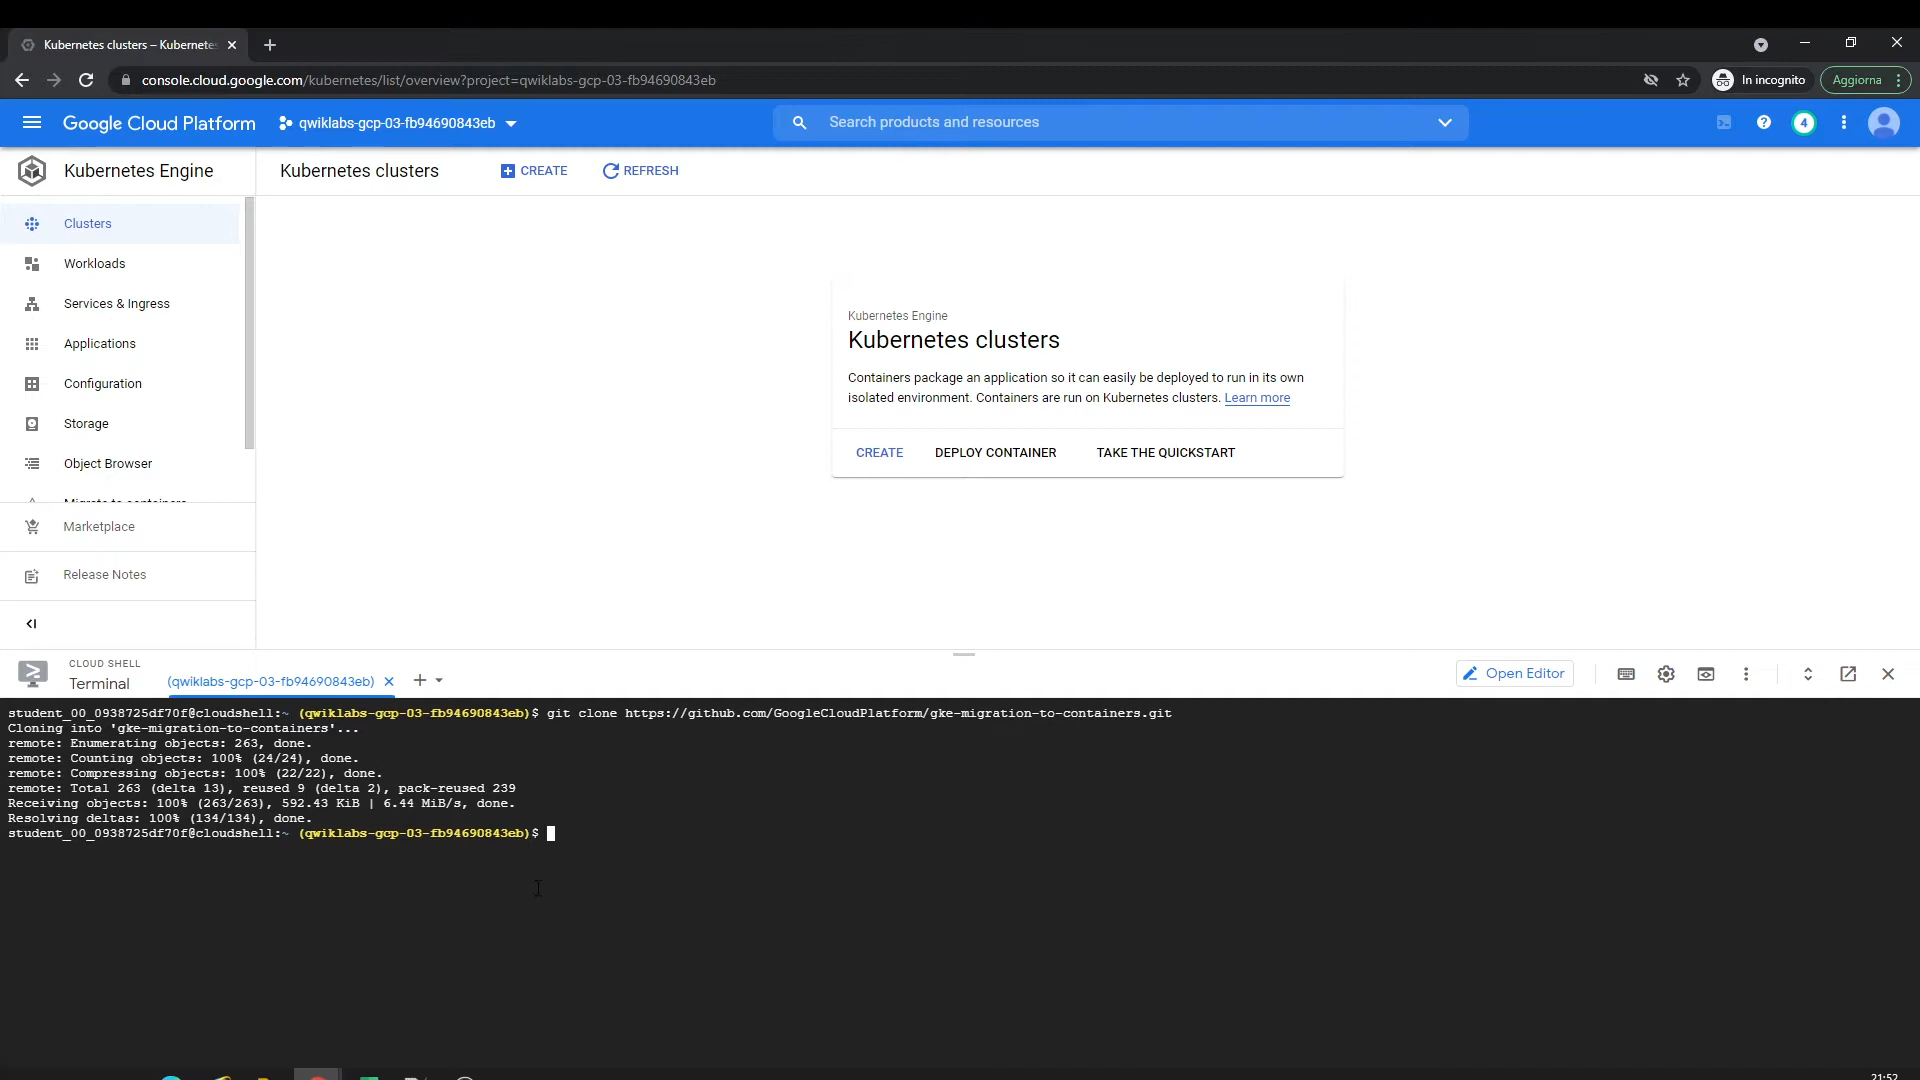 Kubernetes clusters – Kubernete
console.cloud.google.com/kubernetes/list/overview?project=qwiklabs-gcp-03-fb94690843eb
In incognito
Aggiorna
Google Cloud Platform
qwiklabs-gcp-03-fb94690843eb
Search products and resources
4
Kubernetes Engine
Kubernetes clusters
CREATE
REFRESH
Clusters
Workloads
Services & Ingress
Applications
Configuration
Storage
Object Browser
Migrate to containers
Marketplace
Release Notes
Kubernetes Engine
Kubernetes clusters
Containers package an application so it can easily be deployed to run in its own
isolated environment. Containers are run on Kubernetes clusters. Learn more
CREATE
DEPLOY CONTAINER
TAKE THE QUICKSTART
CLOUD SHELL
Terminal
(qwiklabs-gcp-03-fb94690843eb)
Open Editor
student_00_0938725df70f@cloudshell:~ (qwiklabs-gcp-03-fb94690843eb)$ git clone https://github.com/GoogleCloudPlatform/gke-migration-to-containers.git
Cloning into 'gke-migration-to-containers'...
remote: Enumerating objects: 263, done.
remote: Counting objects: 100% (24/24), done.
remote: Compressing objects: 100% (22/22), done.
remote: Total 263 (delta 13), reused 9 (delta 2), pack-reused 239
Receiving objects: 100% (263/263), 592.43 KiB | 6.44 MiB/s, done.
Resolving deltas: 100% (134/134), done.
student_00_0938725df70f@cloudshell:~ (qwiklabs-gcp-03-fb94690843eb)$
21:52